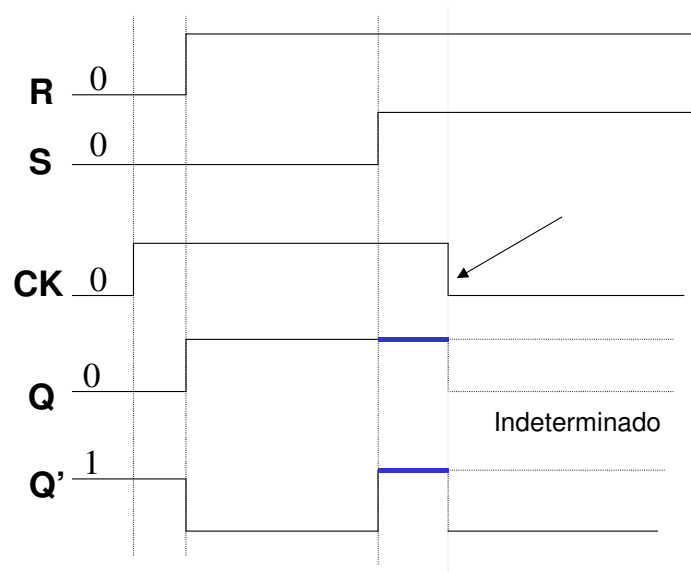 R 0
S 0
CK 0
Q 0
Indeterminado
Q’ 1